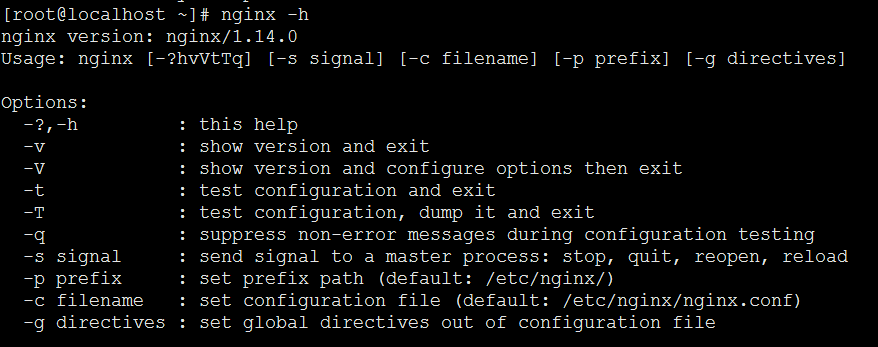 [root@localhost ~]# nginx -h
nginx version: nginx/1.14.0
Usage: nginx [-?hvVtTq] [-s signal] [-c filename] [-p prefix] [-g directives]

Options:
  -?,-h         : this help
  -v            : show version and exit
  -V            : show version and configure options then exit
  -t            : test configuration and exit
  -T            : test configuration, dump it and exit
  -q            : suppress non-error messages during configuration testing
  -s signal     : send signal to a master process: stop, quit, reopen, reload
  -p prefix     : set prefix path (default: /etc/nginx/)
  -c filename   : set configuration file (default: /etc/nginx/nginx.conf)
  -g directives : set global directives out of configuration file